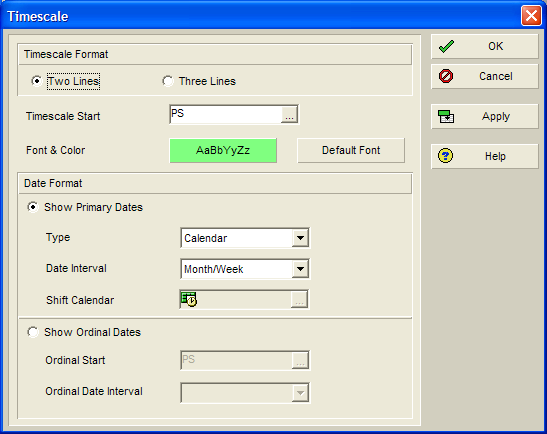 Timescale
Timescale Format
Two Lines
Three Lines
Timescale Start
PS
...
Font & Color
AaBbYyZz
Default Font
Date Format
Show Primary Dates
Type
Calendar
Date Interval
Month/Week
Shift Calendar
...
Show Ordinal Dates
Ordinal Start
PS
...
Ordinal Date Interval
OK
Cancel
Apply
Help